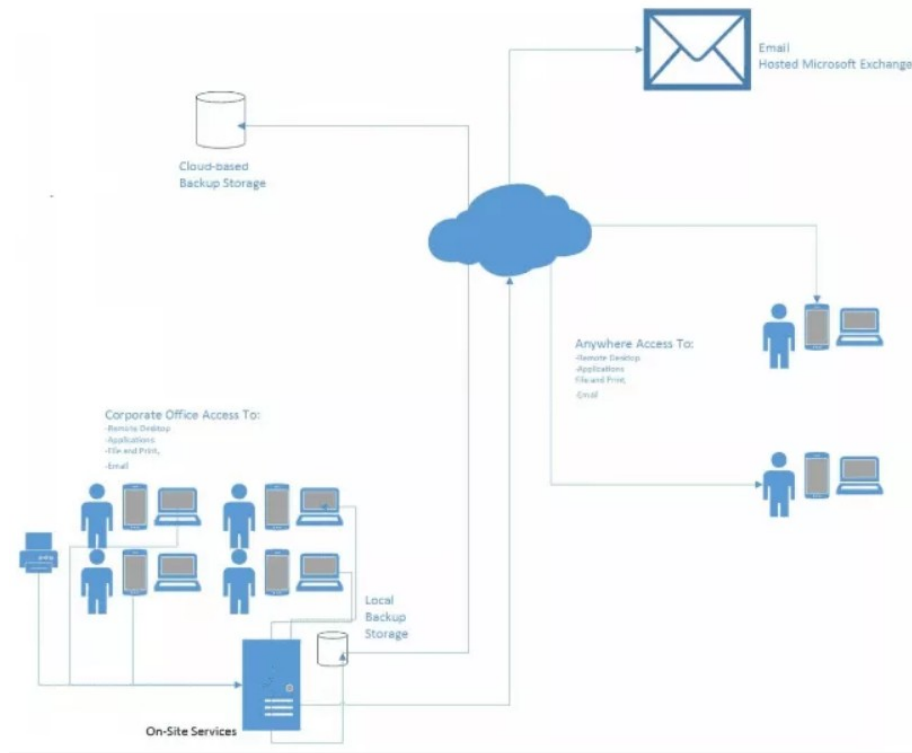 Email
Hosted Microsoft Exchange
Cloud-based
Backup Storage
Anywhere Access To:
-Remote Desktop
-Applications
File and Print,
-Email
Corporate Office Access To:
-Remote Desktop
-Applications
-File and Print,
-Email
Local
Backup
Storage
On-Site Services